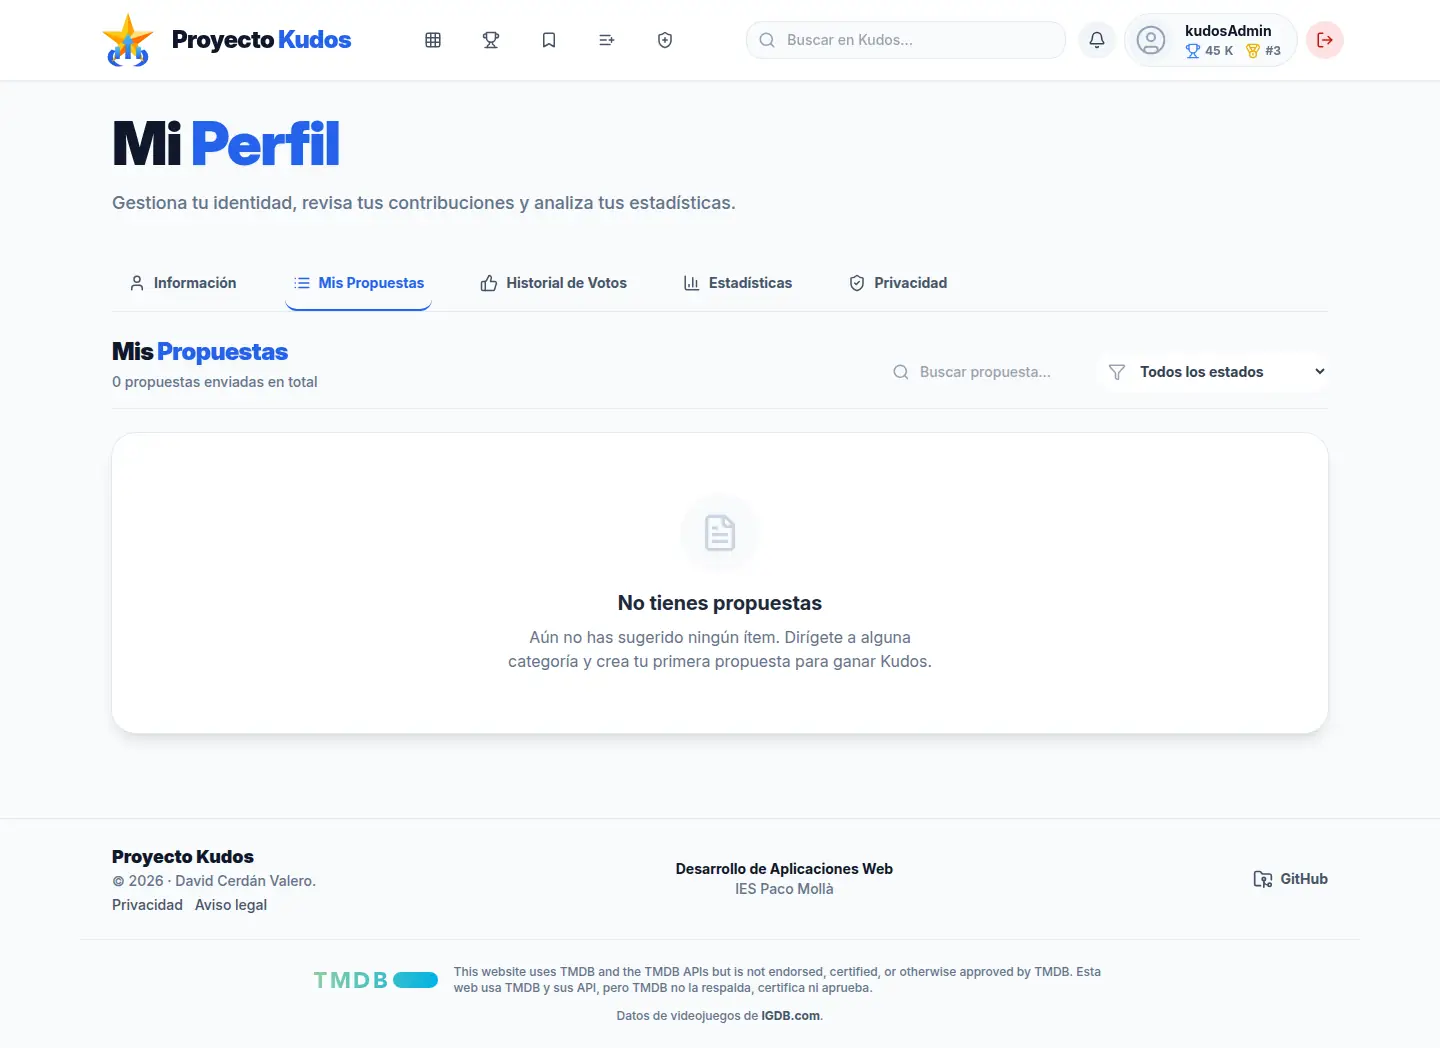 Proyecto Kudos
Buscar en Kudos...
kudosAdmin
45 K #3
Mi Perfil
Gestiona tu identidad, revisa tus contribuciones y analiza tus estadísticas.
Información
Mis Propuestas
Historial de Votos
Estadísticas
Privacidad
Mis Propuestas
0 propuestas enviadas en total
Buscar propuesta...
Todos los estados
No tienes propuestas
Aún no has sugerido ningún ítem. Dirígete a alguna
categoría y crea tu primera propuesta para ganar Kudos.
Proyecto Kudos
© 2026 · David Cerdán Valero.
Privacidad Aviso legal
Desarrollo de Aplicaciones Web
IES Paco Mollà
GitHub
TMDB
This website uses TMDB and the TMDB APIs but is not endorsed, certified, or otherwise approved by TMDB. Esta
web usa TMDB y sus API, pero TMDB no la respalda, certifica ni aprueba.
Datos de videojuegos de IGDB.com.